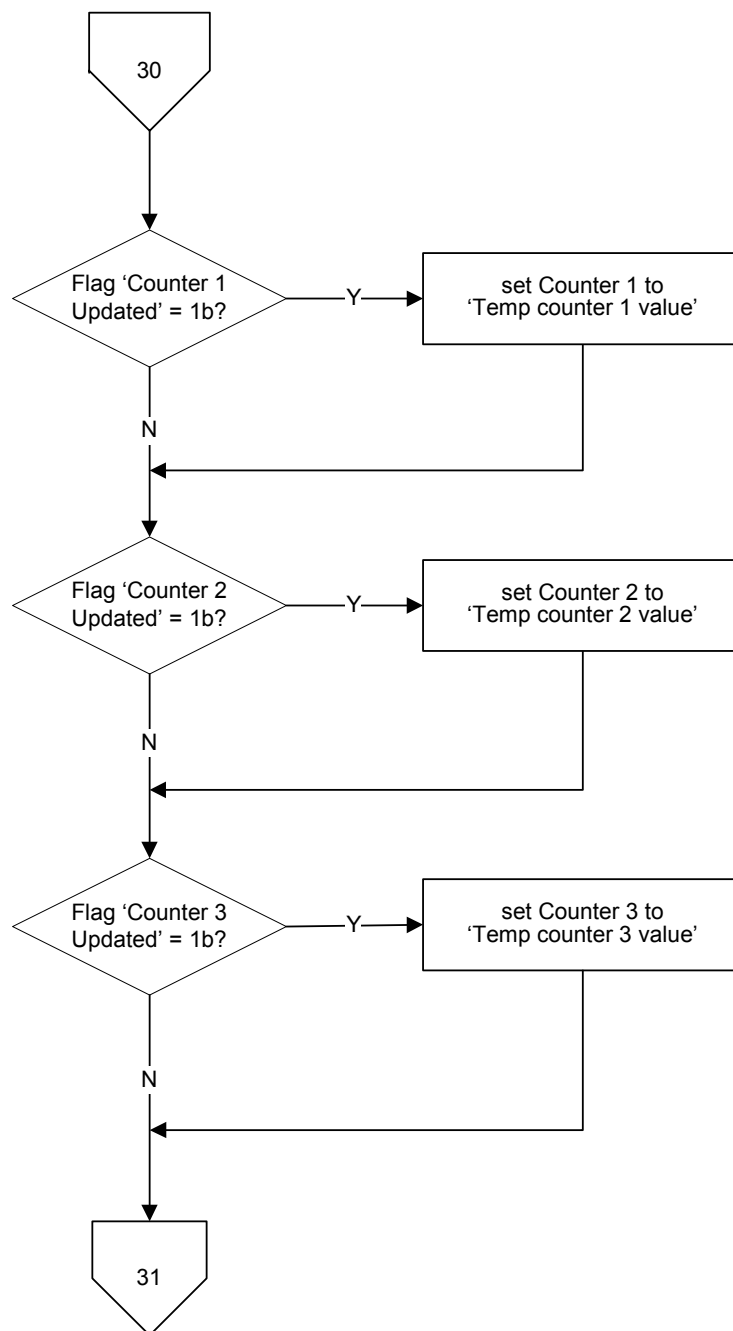 30
Flag ‘Counter 1
Updated’ = 1b?
Y
set Counter 1 to
‘Temp counter 1 value’
N
Flag ‘Counter 2
Updated’ = 1b?
Y
set Counter 2 to
‘Temp counter 2 value’
N
Flag ‘Counter 3
Updated’ = 1b?
Y
set Counter 3 to
‘Temp counter 3 value’
N
31